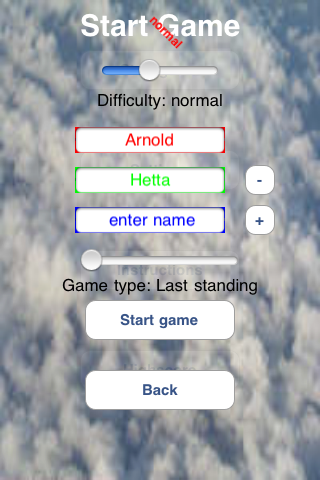 Start Game
normal
Difficulty: normal
Arnold
Hetta
-
enter name
+
Instructions
Game type: Last standing
Start game
Back